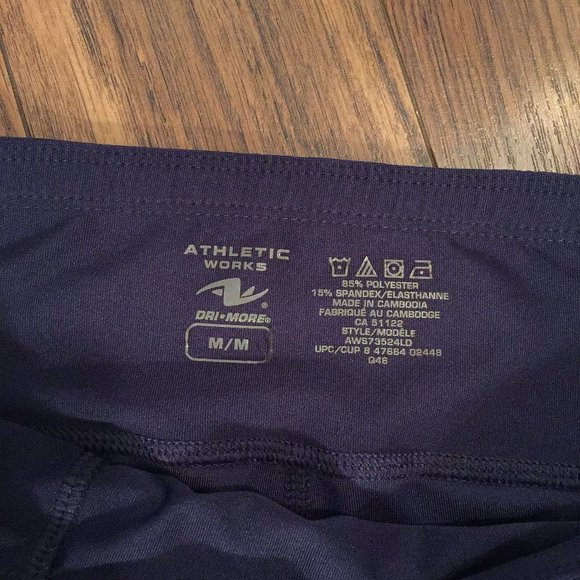 ATHLETIC
WORKS
DRI•MORE®
M/M
85% POLYESTER
15% SPANDEX/ELASTHANNE
MADE IN CAMBODIA
FABRIQUÉ AU CAMBODGE
CA 51122
STYLE/MODÈLE
AWS73524LD
UPC/CUP 8 47664 02448
Q46